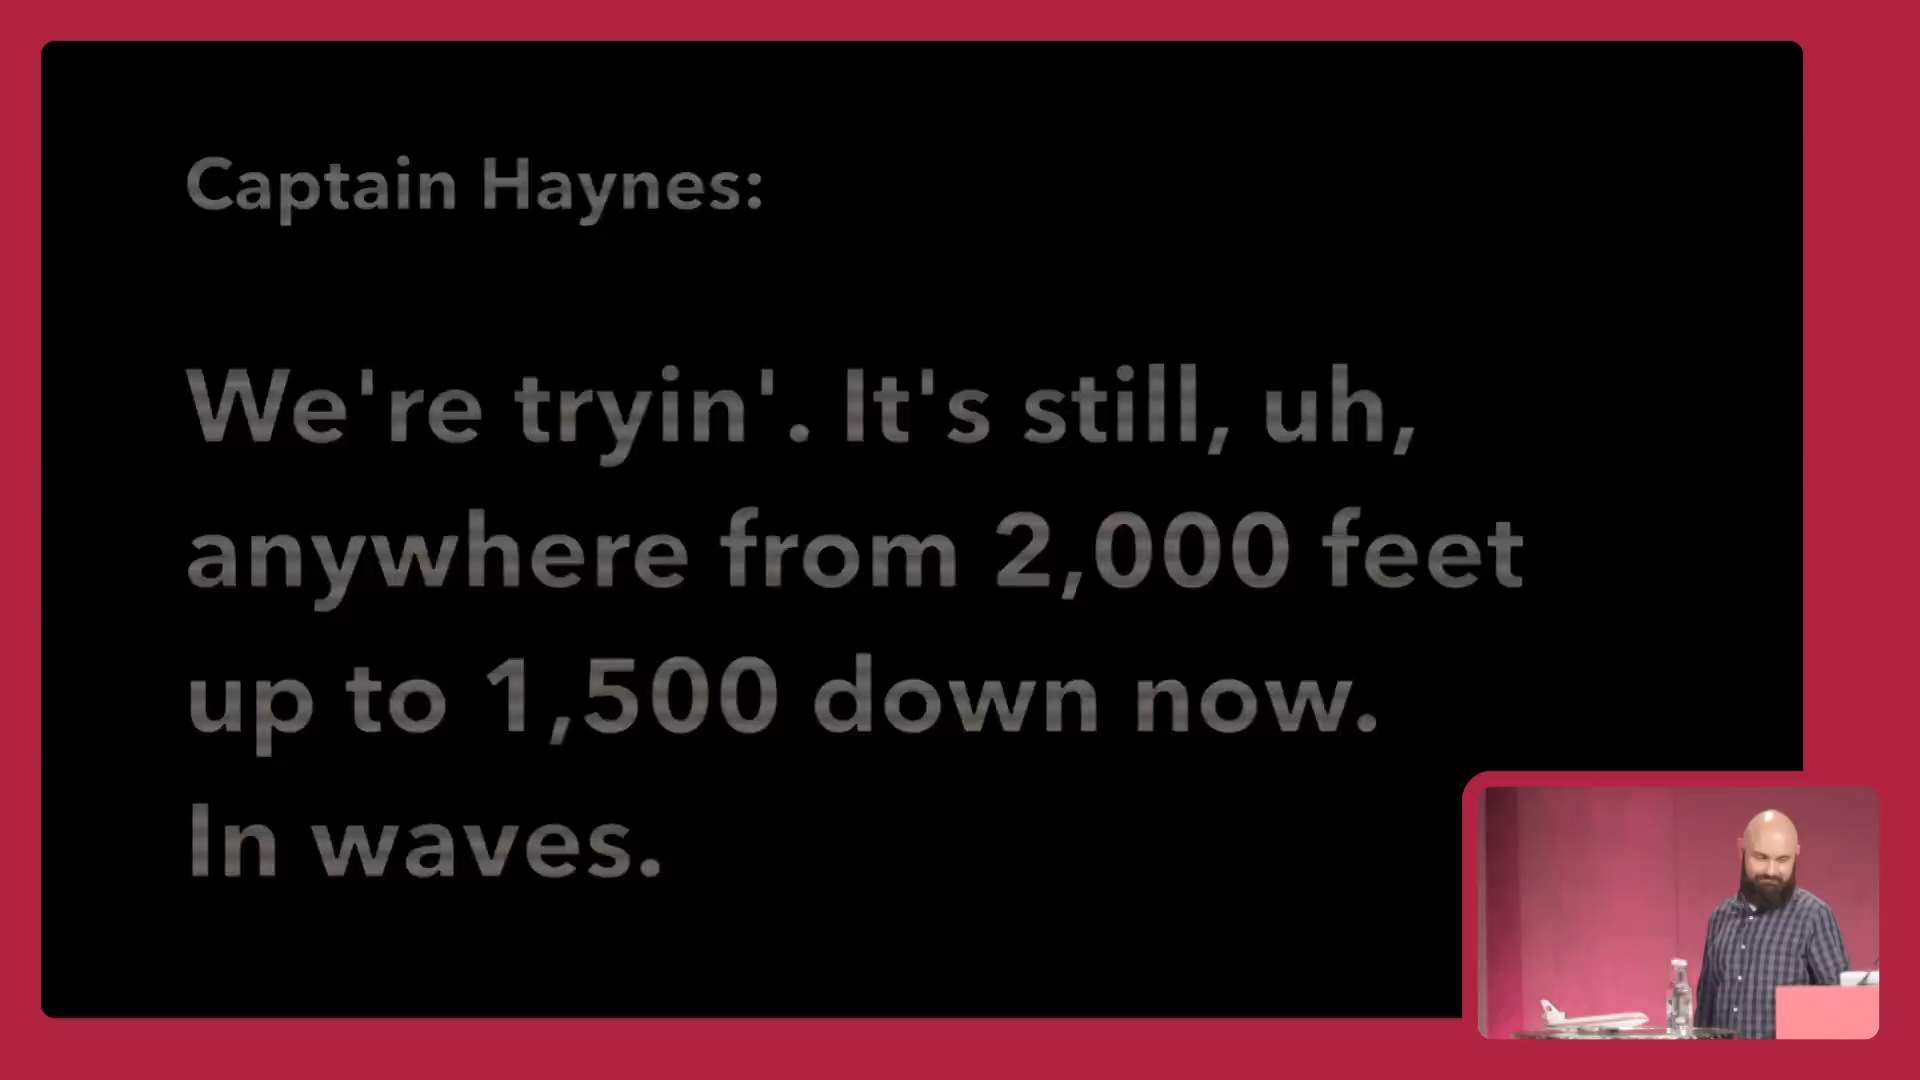 Captain Haynes:
We're tryin'. It's still, uh,
anywhere from 2,000 feet
up to 1,500 down now.
In waves.